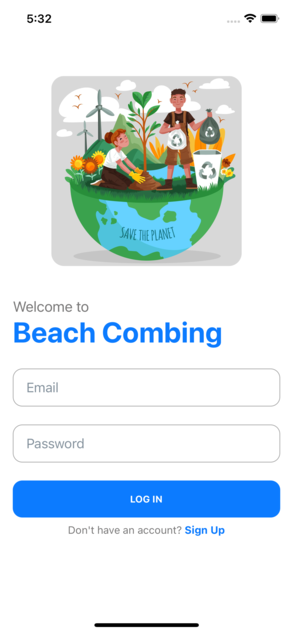 5:32
SAVE THE PLANET
Welcome to
Beach Combing
Email
Password
LOG IN
Don't have an account? Sign Up